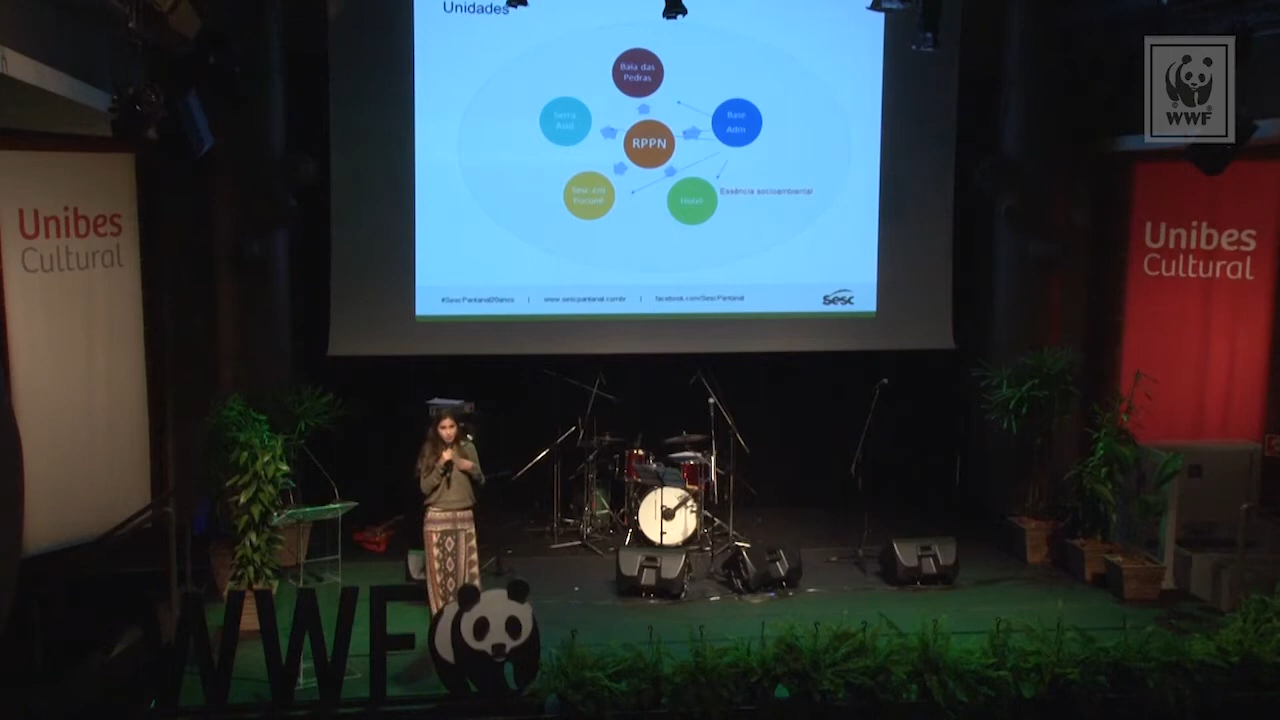 Unidades
Baía das
Pedras
Serra
Azul
Base
Adm
RPPN
Sesc em
Poconé
Hotel
Essência socioambiental
#SescPantanal20anos | www.sescpantanal.com.br | facebook.com/SescPantanal
Sesc
WWF
Unibes
Cultural
Unibes
Cultural
WWF